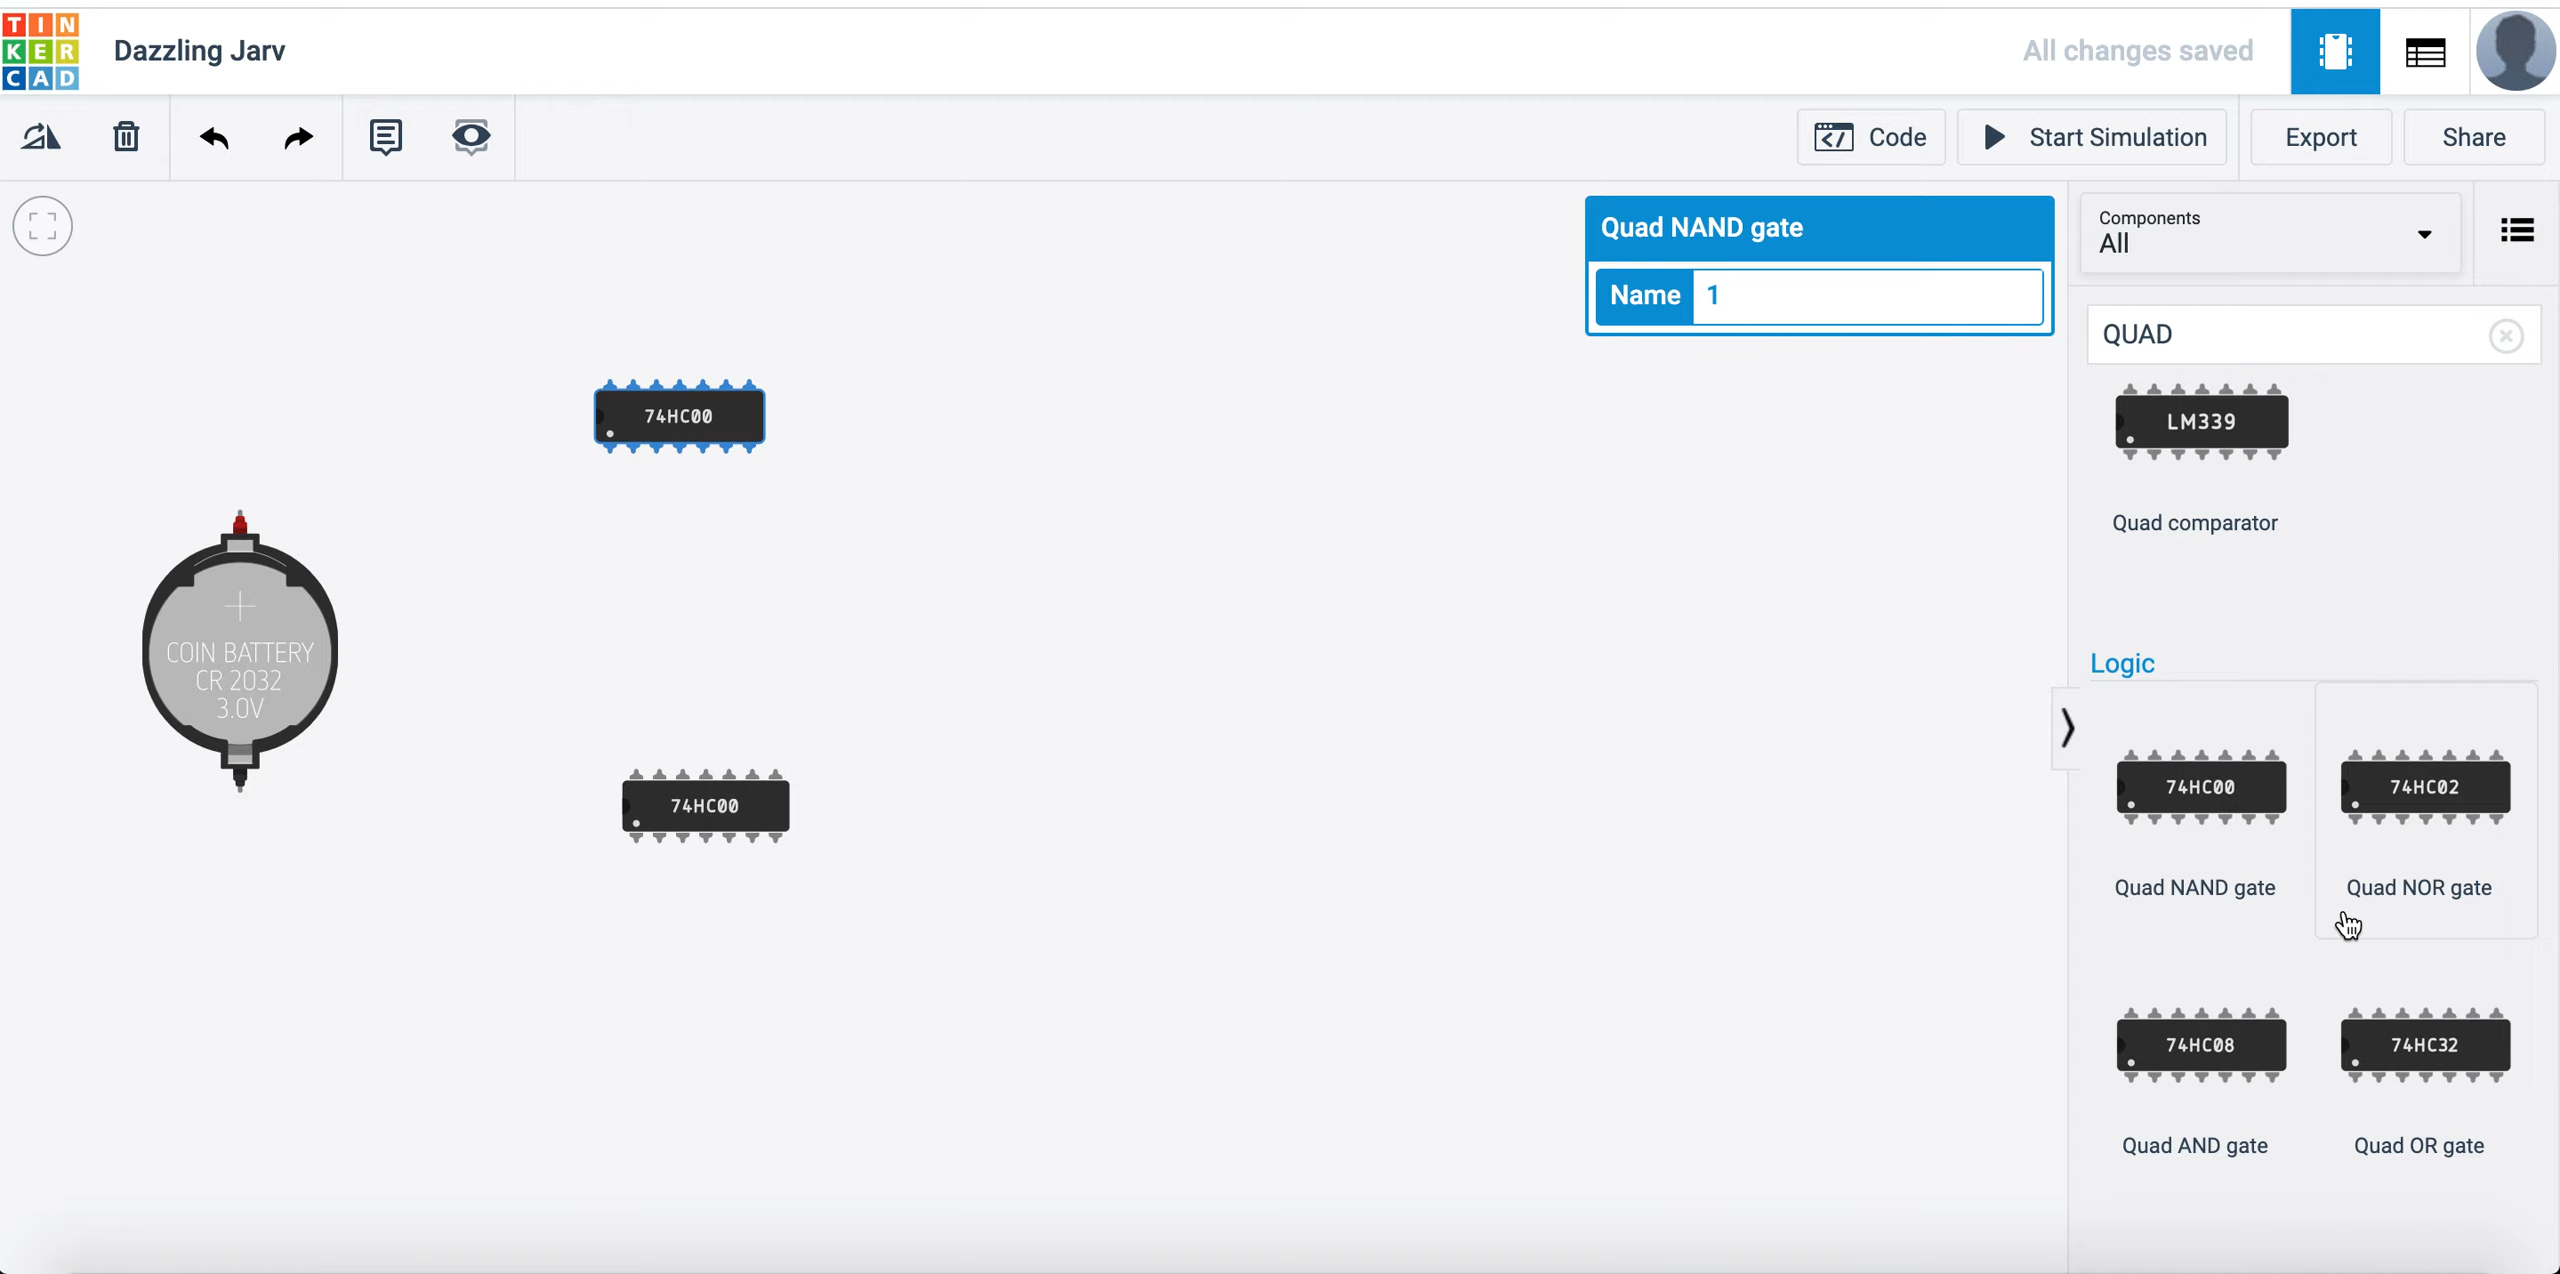 TIN
KER
CAD
Dazzling Jarv
All changes saved
Code
Start Simulation
Export
Share
Quad NAND gate
Name 1
Components
All
QUAD
74HC00
LM339
Quad comparator
COIN BATTERY
CR 2032
3.0V
Logic
74HC00
74HC00
74HC02
Quad NAND gate
Quad NOR gate
74HC08
74HC32
Quad AND gate
Quad OR gate